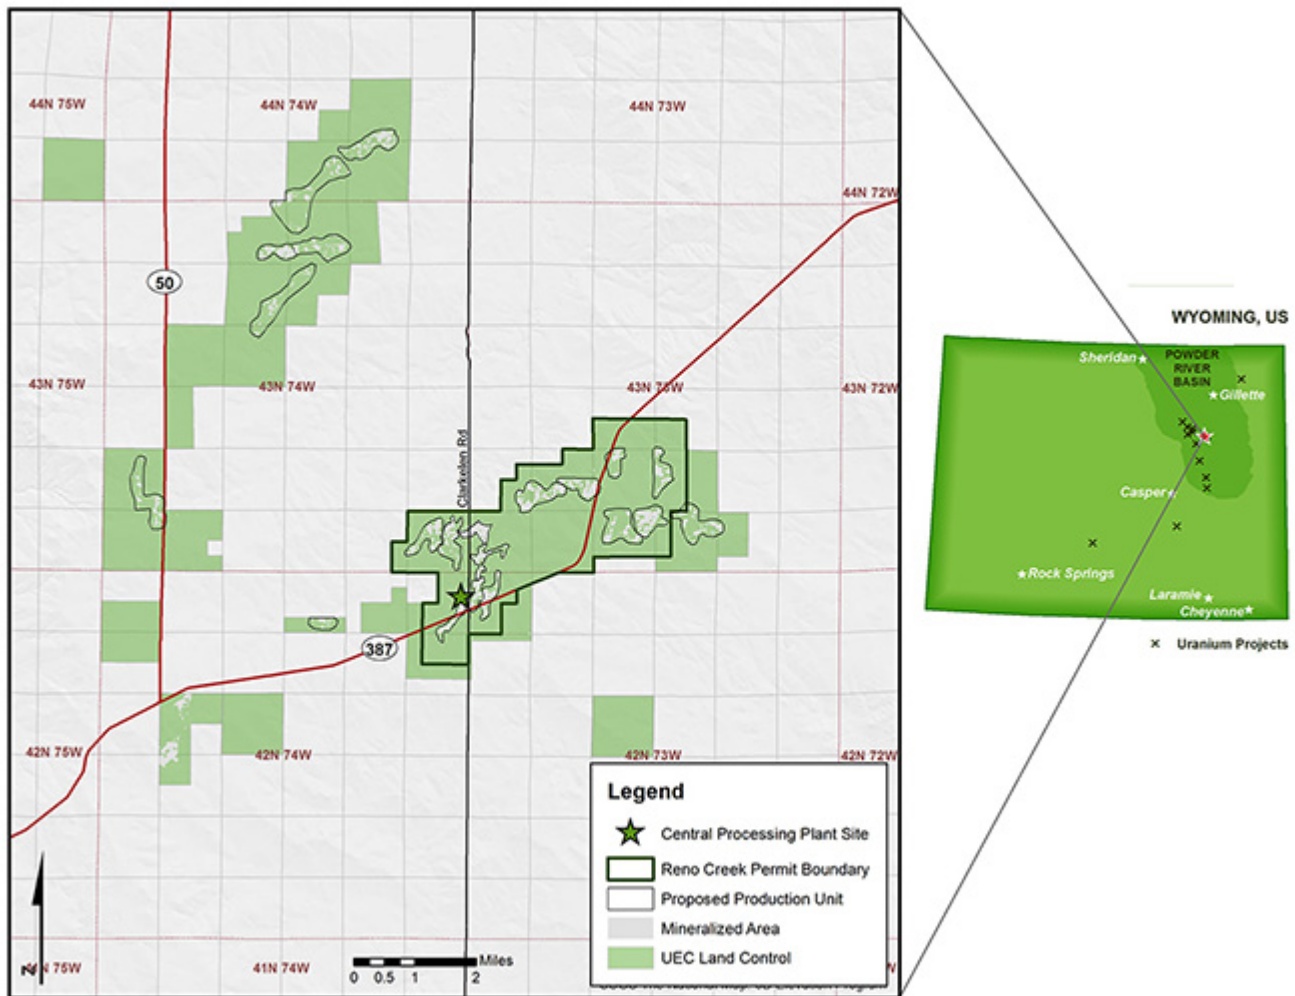 44N 75W
44N 74W
44N 73W
44N 72W
50
43N 75W
43N 74W
43N 73W
43N 72W
Clarkelen Rd
387
42N 75W
42N 74W
42N 73W
42N 72W
N
75W
41N 74W
Miles
0 0.5 1 2
Legend
Central Processing Plant Site
Reno Creek Permit Boundary
Proposed Production Unit
Mineralized Area
UEC Land Control
WYOMING, US
Sheridan
POWDER
RIVER
BASIN
Gillette
Casper
Rock Springs
Laramie
Cheyenne
Uranium Projects